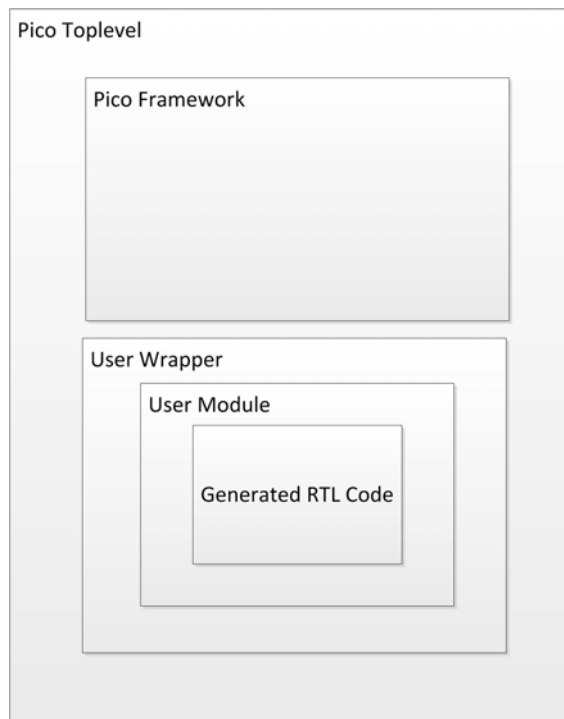 Pico Toplevel
Pico Framework
User Wrapper
User Module
Generated RTL Code